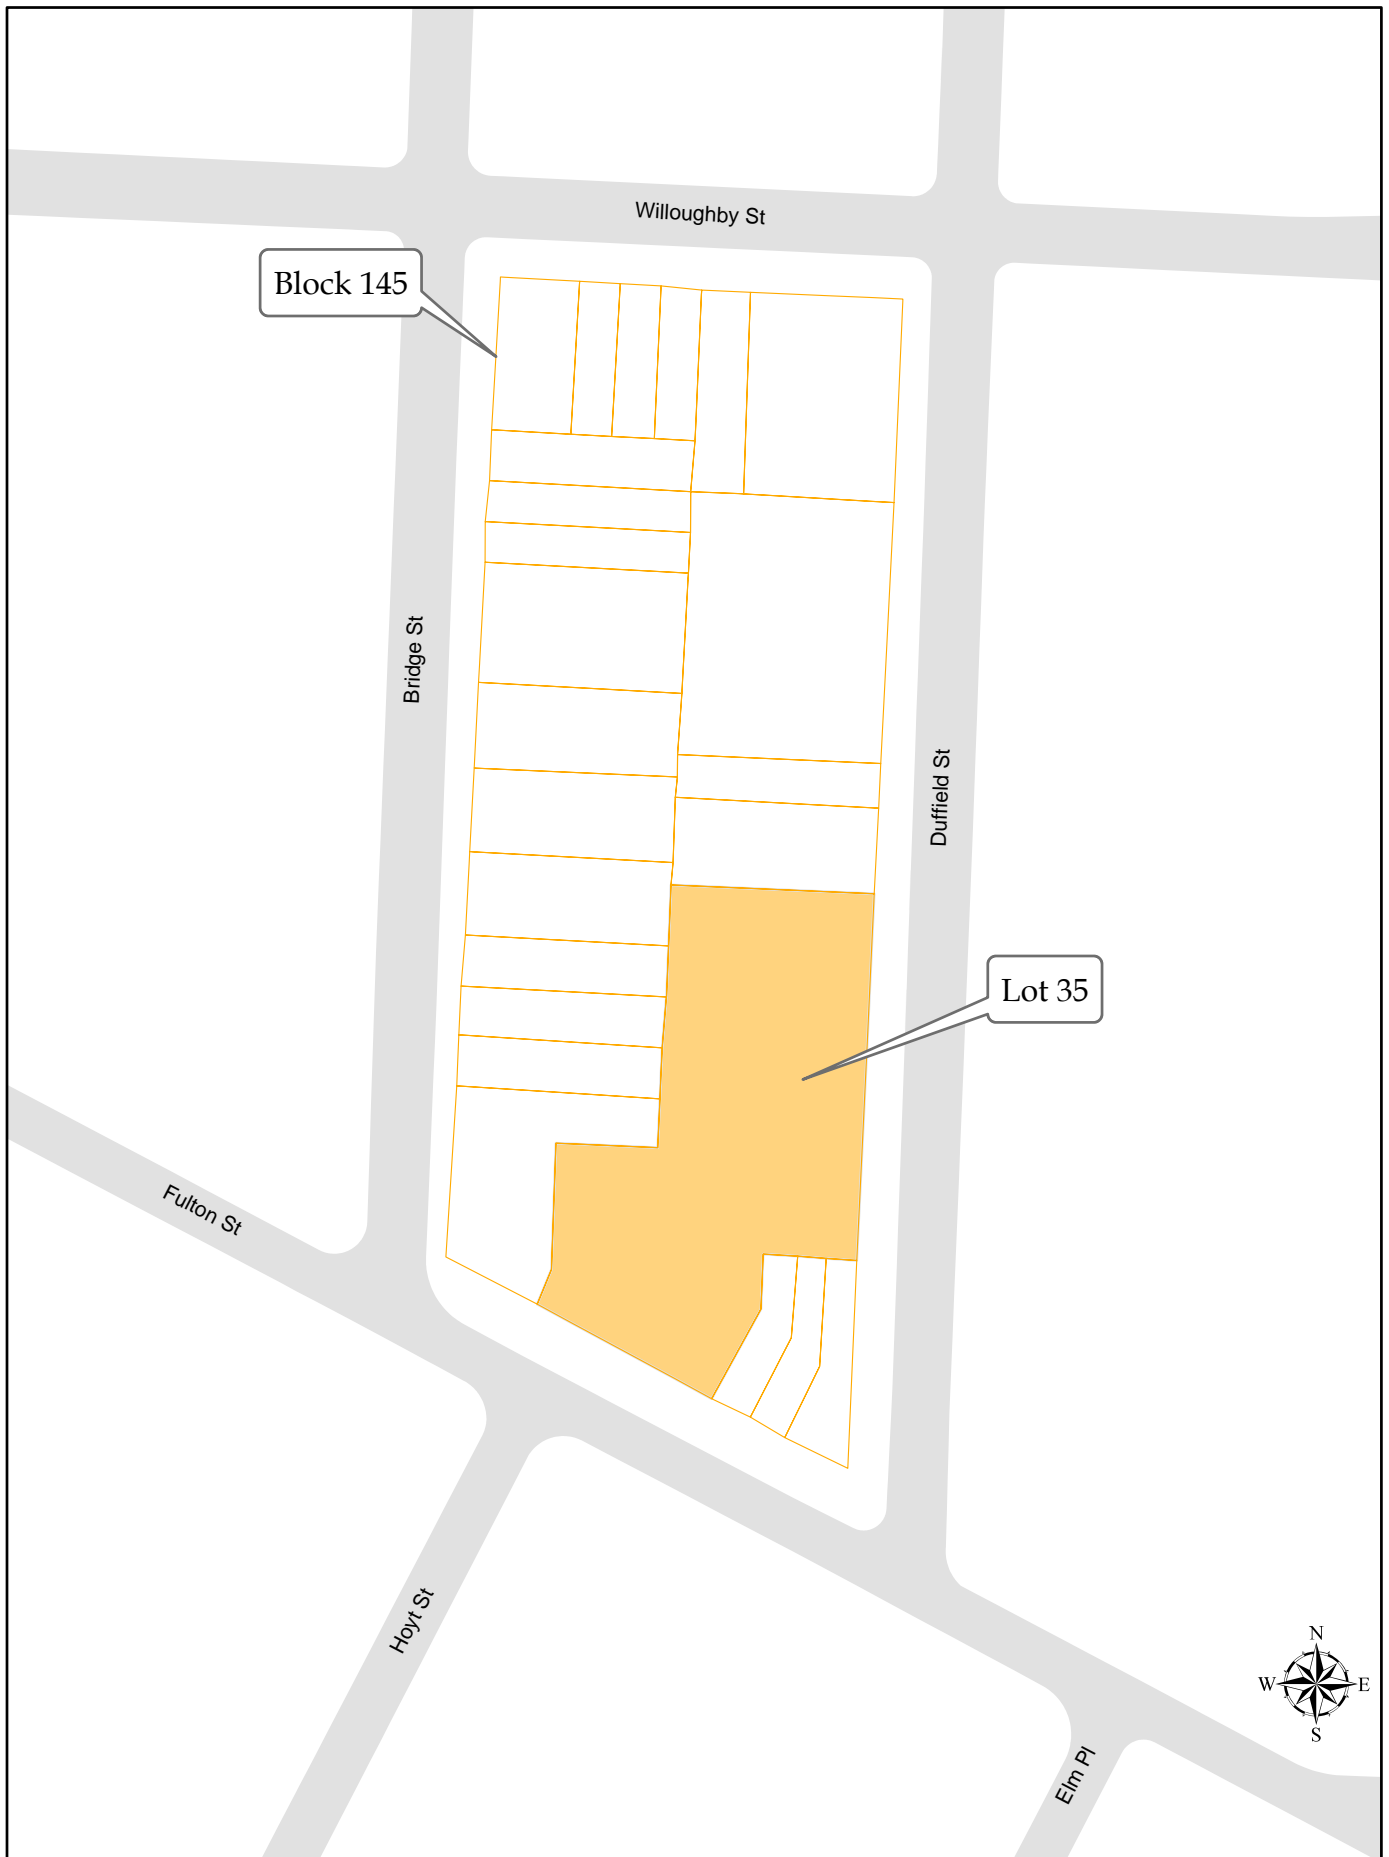 Willoughby St
Block 145
Bridge St
Duffield St
Lot 35
Fulton St
Hoyt St
N
W E
S
Elm Pl